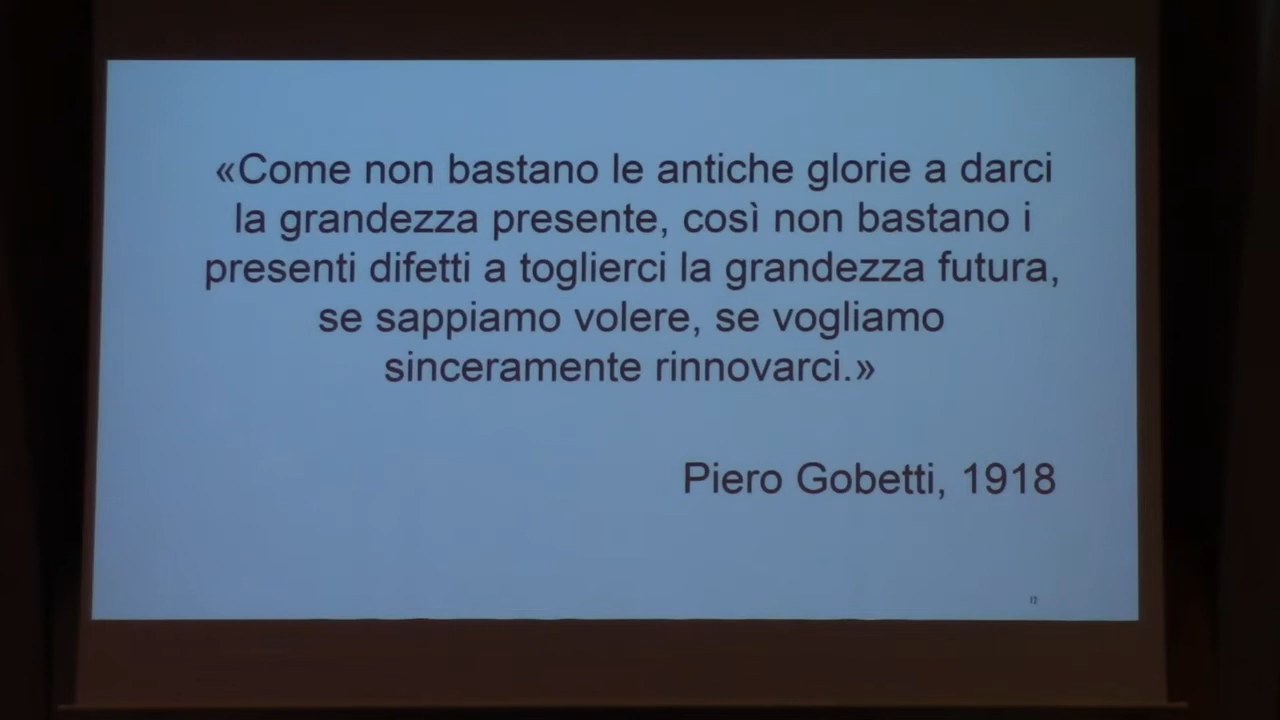 «Come non bastano le antiche glorie a darci
la grandezza presente, così non bastano i
presenti difetti a toglierci la grandezza futura,
se sappiamo volere, se vogliamo
sinceramente rinnovarci.»
Piero Gobetti, 1918
12